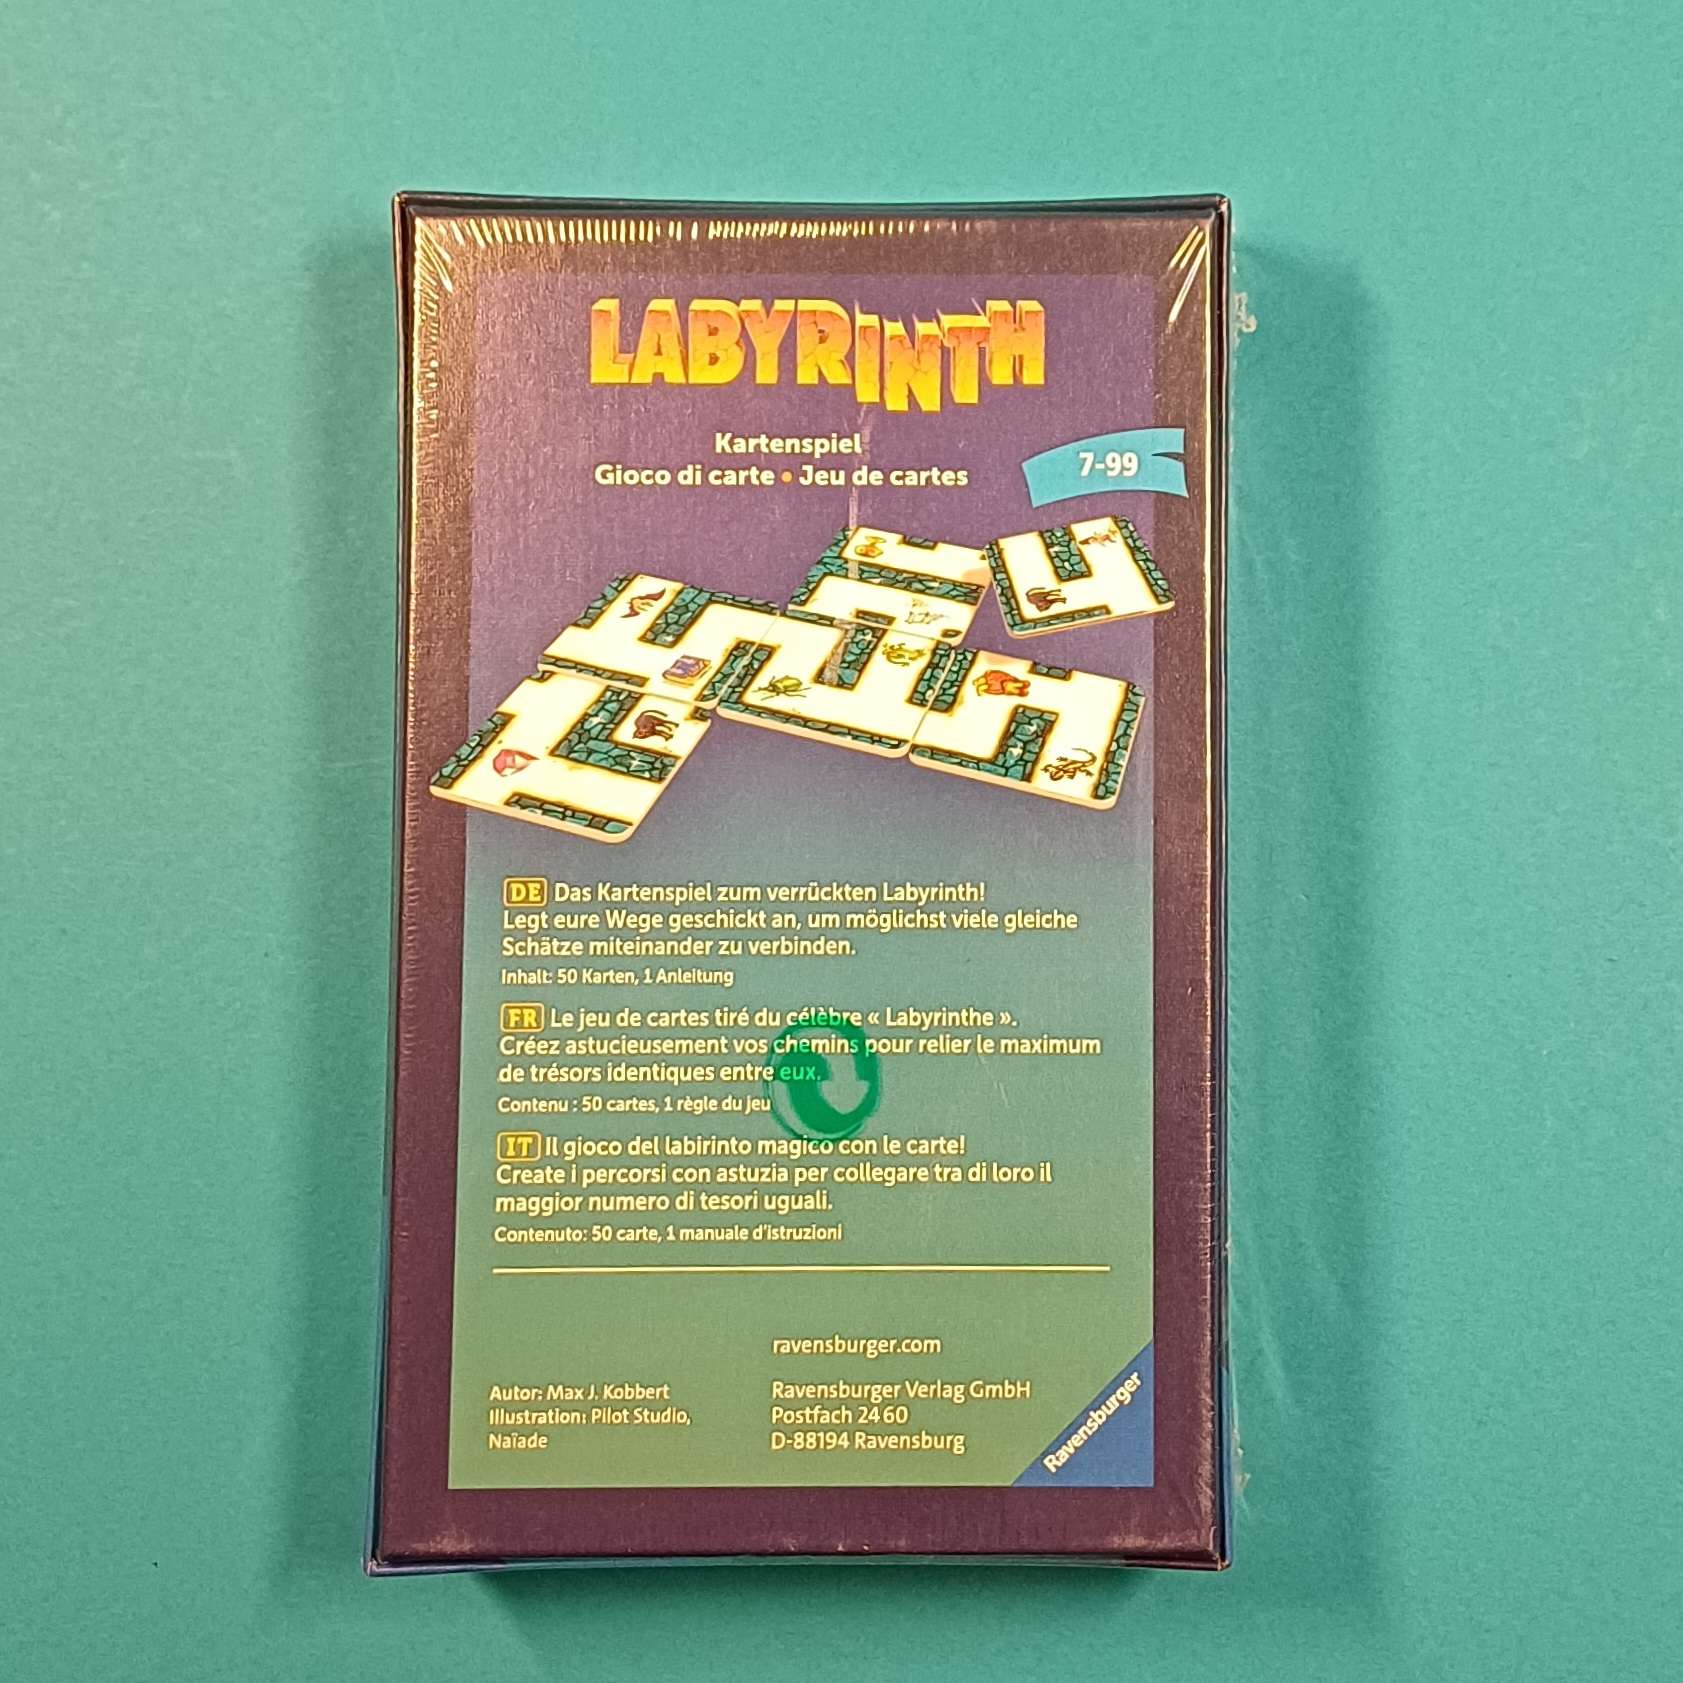 LABYRINTH
Kartenspiel
Gioco di carte • Jeu de cartes
7-99
DE Das Kartenspiel zum verrückten Labyrinth!
Legt eure Wege geschickt an, um möglichst viele gleiche
Schätze miteinander zu verbinden.
Inhalt: 50 Karten, 1 Anleitung
FR Le jeu de cartes tiré du célèbre « Labyrinthe ».
Créez astucieusement vos chemins pour relier le maximum
de trésors identiques entre eux.
Contenu : 50 cartes, 1 règle du jeu
IT Il gioco del labirinto magico con le carte!
Create i percorsi con astuzia per collegare tra di loro il
maggior numero di tesori uguali.
Contenuto: 50 carte, 1 manuale d'istruzioni
ravensburger.com
Autor: Max J. Kobbert
Illustration: Pilot Studio,
Naïade
Ravensburger Verlag GmbH
Postfach 24 60
D-88194 Ravensburg
Ravensburger